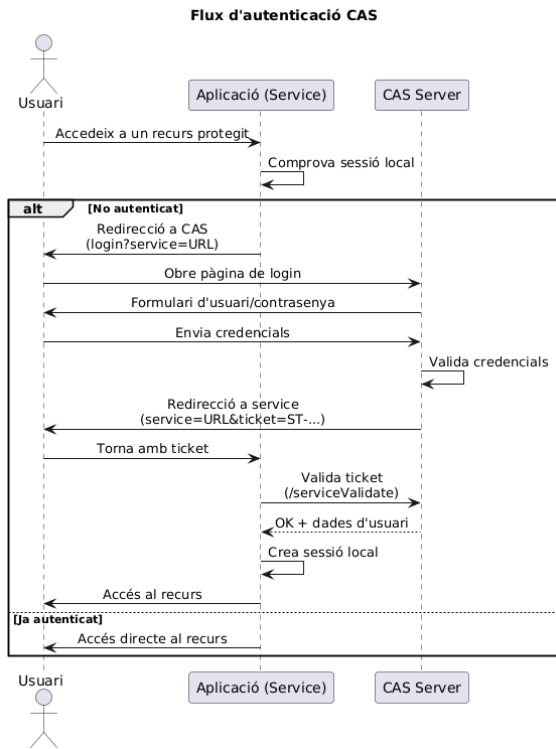 Flux d'autenticació CAS
Usuari
Aplicació (Service)
CAS Server
Accedeix a un recurs protegit
Comprova sessió local
alt
[No autenticat]
Redirecció a CAS
(login?service=URL)
Obre pàgina de login
Formulari d'usuari/contrasenya
Envia credencials
Valida credencials
Redirecció a service
(service=URL&ticket=ST-...)
Torna amb ticket
Valida ticket
(/serviceValidate)
OK + dades d'usuari
Crea sessió local
Accés al recurs
[Ja autenticat]
Accés directe al recurs
Usuari
Aplicació (Service)
CAS Server